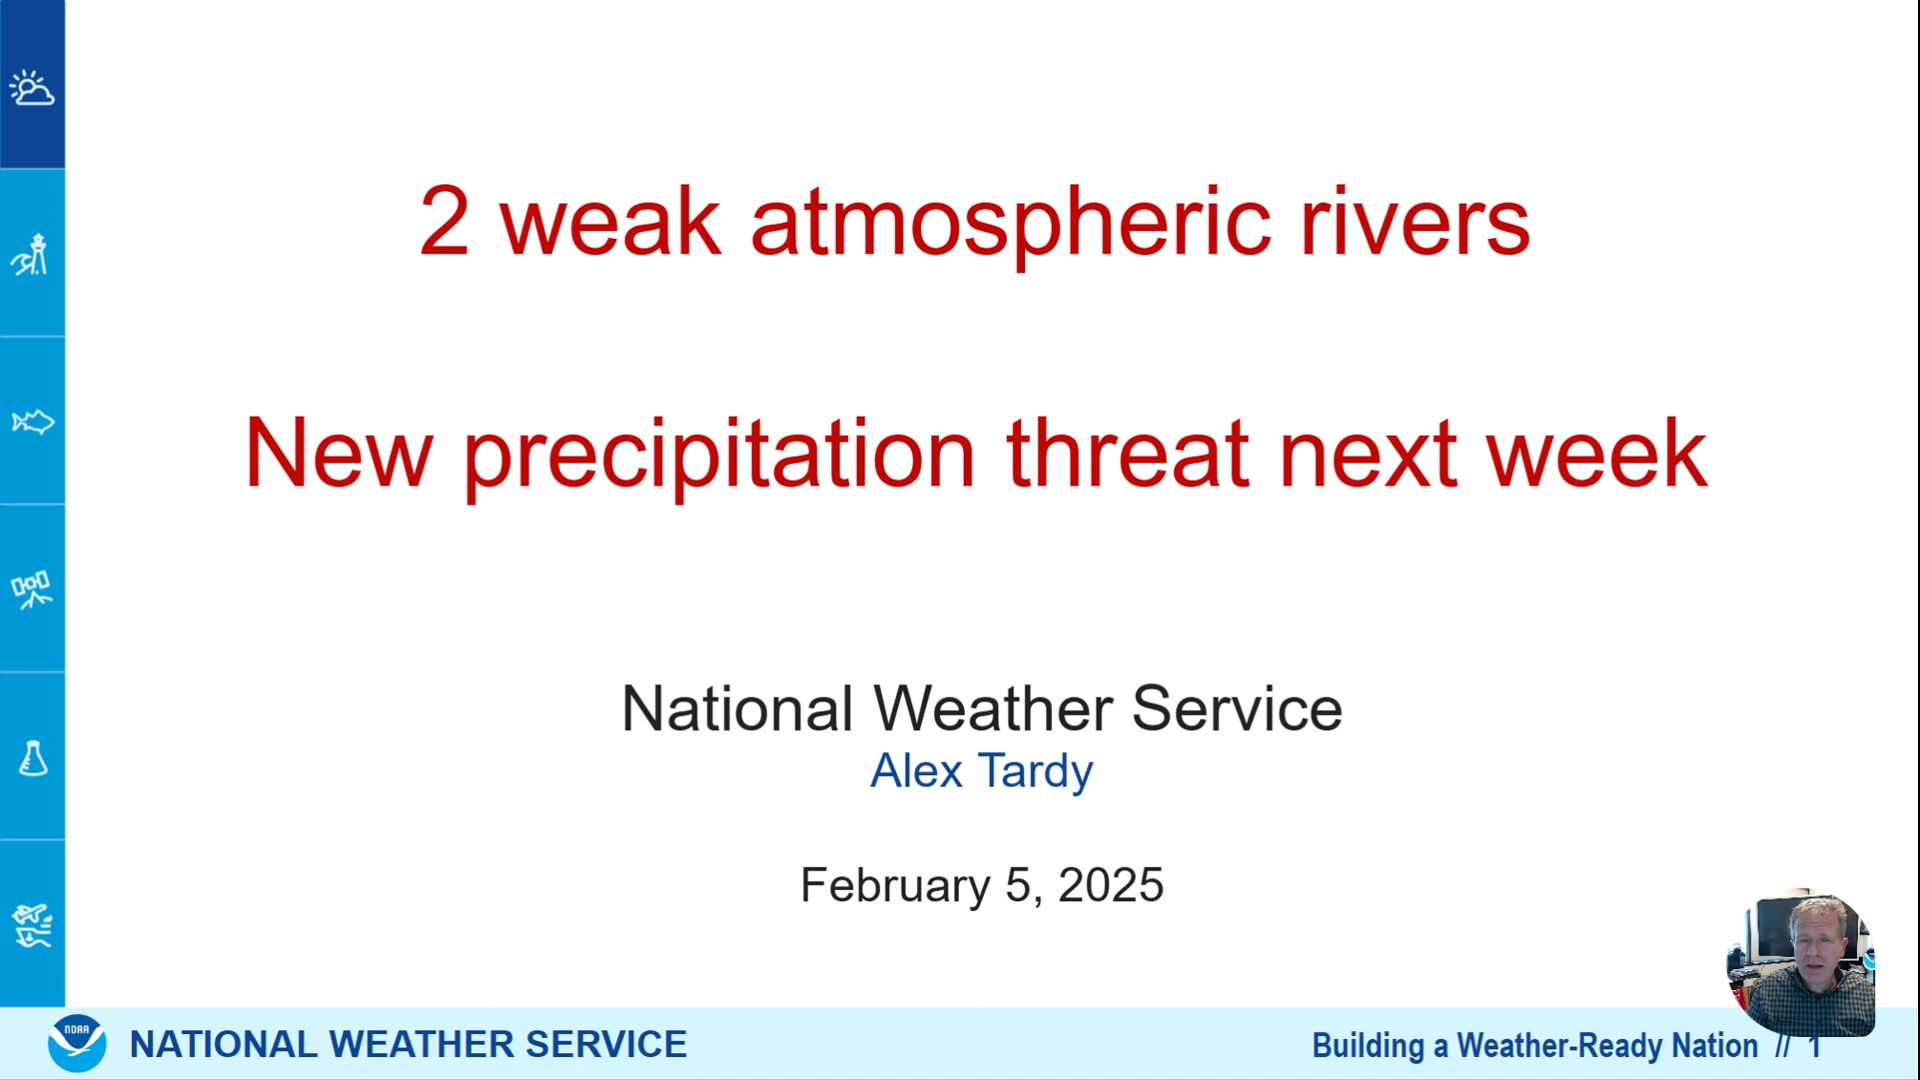 2 weak atmospheric rivers
New precipitation threat next week
National Weather Service
Alex Tardy
February 5, 2025
NOAA
NATIONAL WEATHER SERVICE
Building a Weather-Ready Nation // 1